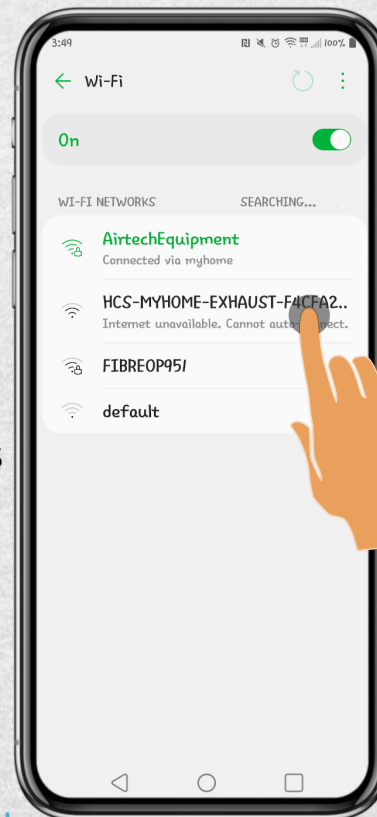 3:49
100%
Wi-Fi
On
WI-FI NETWORKS SEARCHING...
AirtechEquipment
Connected via myhome
HCS-MYHOME-EXHAUST-F4CFA2..
Internet unavailable. Cannot
FIBREOP951
default